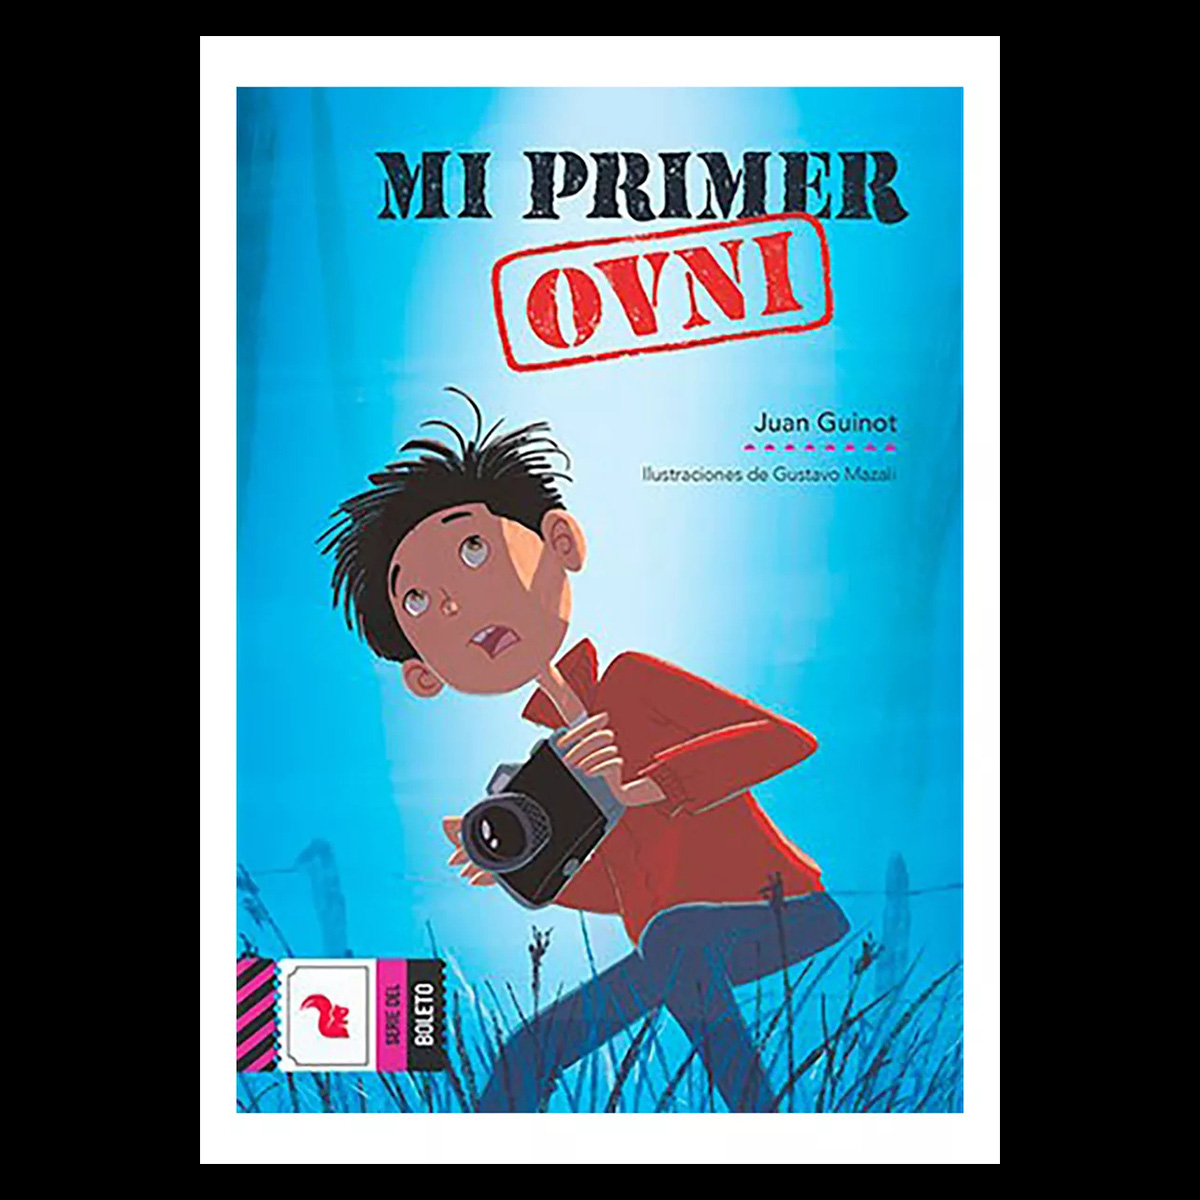 MI PRIMER
OVNI
Juan Guinot
Ilustraciones de Gustavo Mazali
SERIE DEL
BOLETO